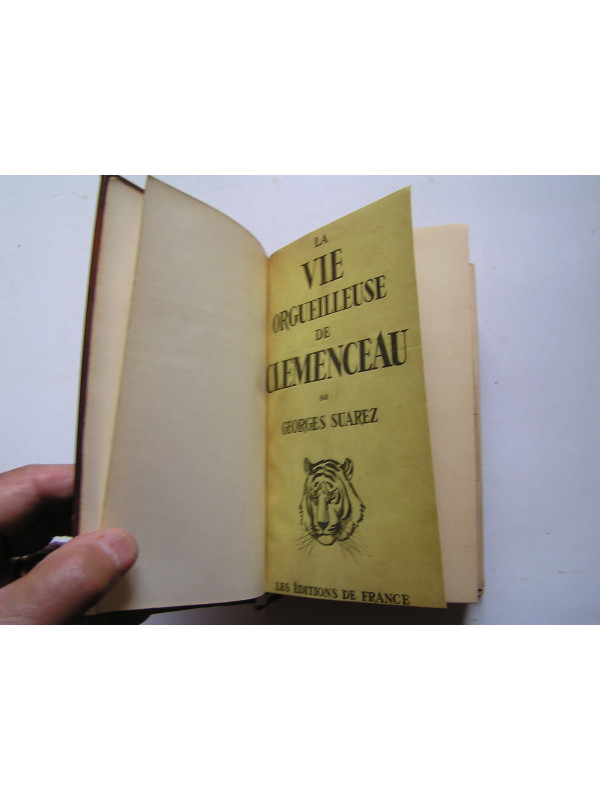 LA
VIE
ORGUEILLEUSE
DE
CLEMENCEAU
PAR
GEORGES SUAREZ
LES ÉDITIONS DE FRANCE